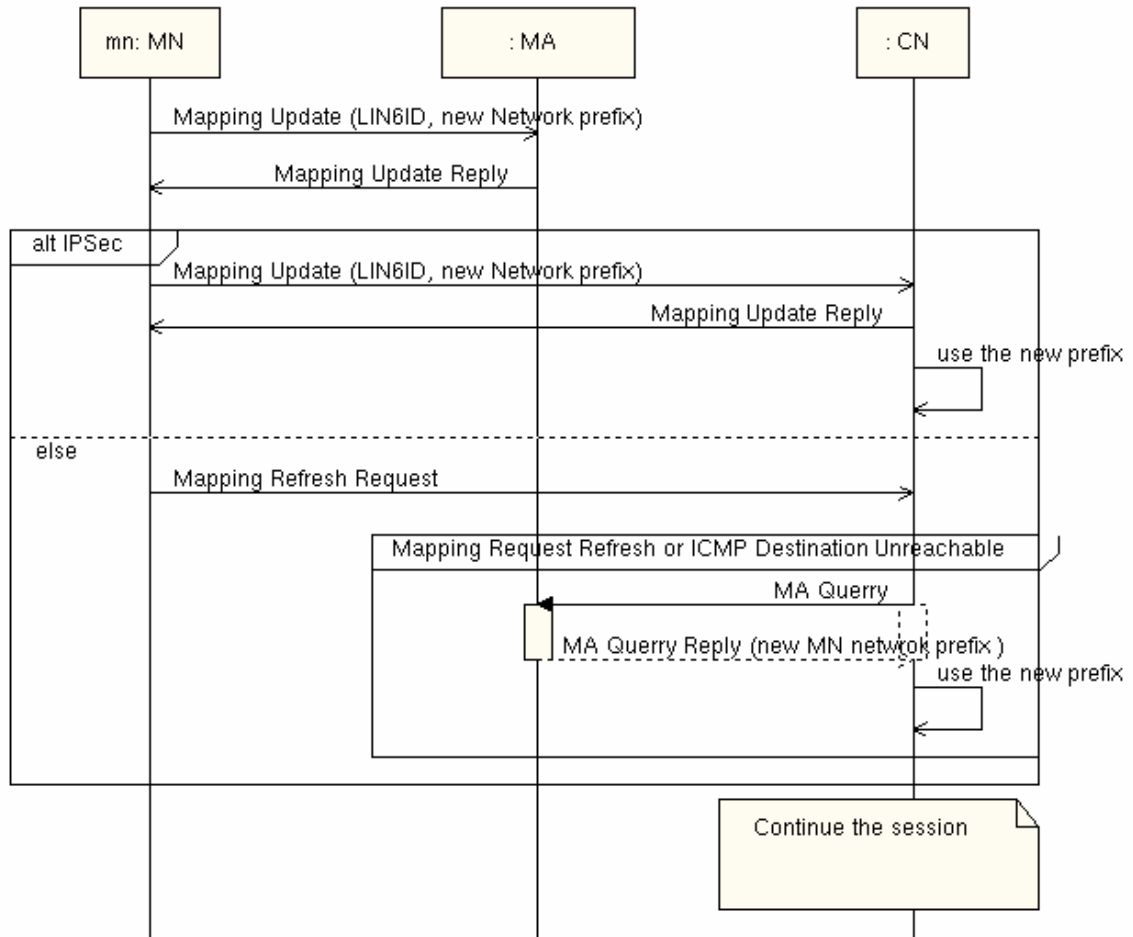 mn: MN
: MA
: CN
Mapping Update (LIN6ID, new Network prefix)
Mapping Update Reply
alt IPSec
Mapping Update (LIN6ID, new Network prefix)
Mapping Update Reply
use the new prefix
else
Mapping Refresh Request
Mapping Request Refresh or ICMP Destination Unreachable
MA Querry
MA Querry Reply (new MN netwrok prefix )
use the new prefix
Continue the session